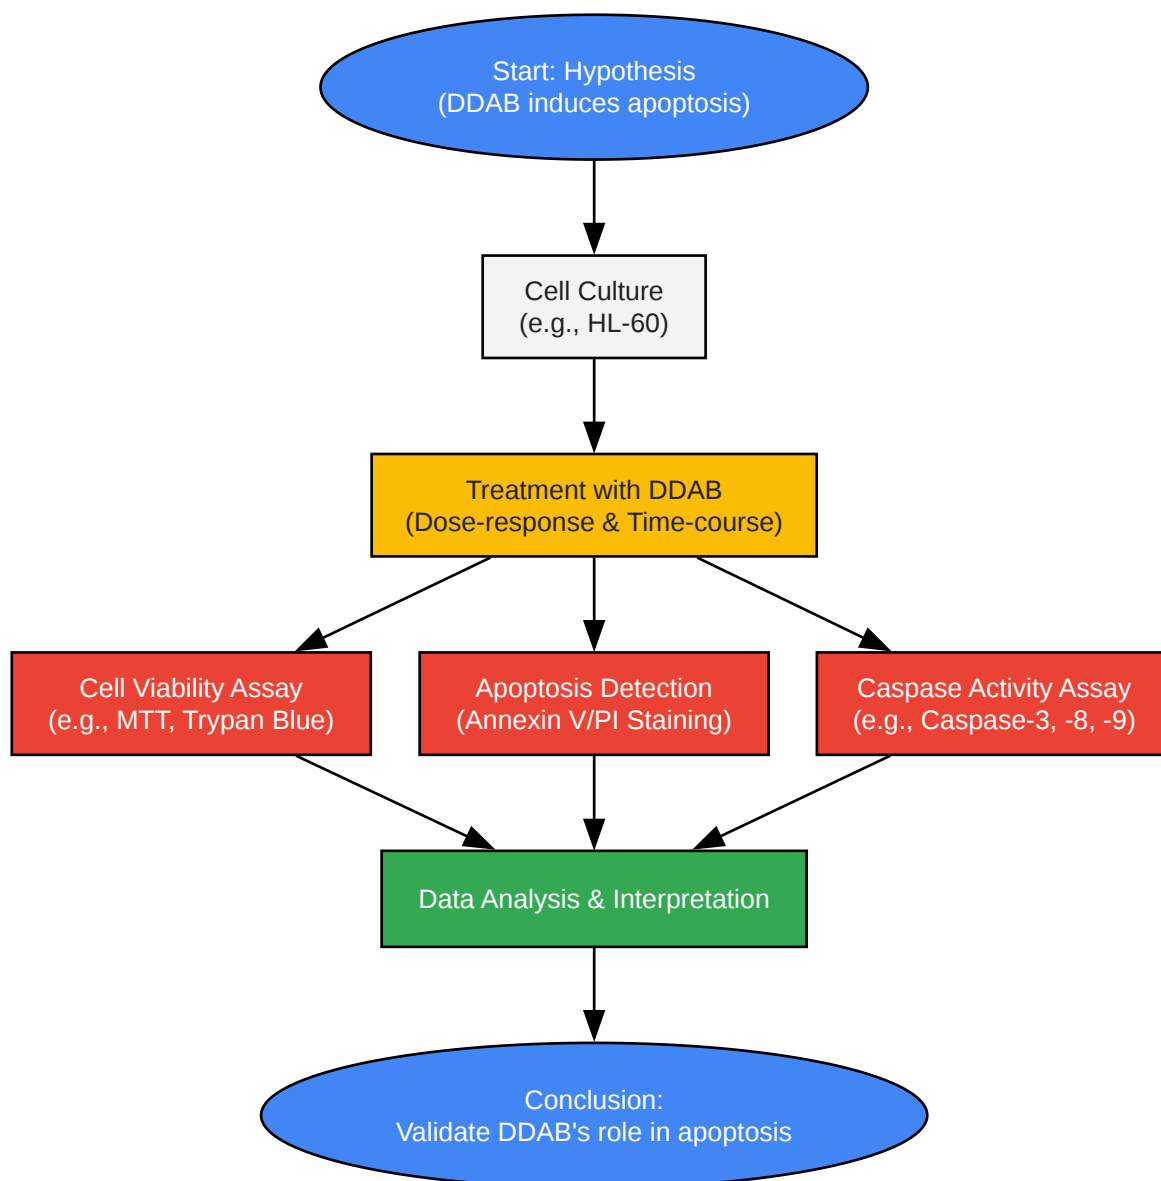 Start: Hypothesis
(DDAB induces apoptosis)
Cell Culture
(e.g., HL-60)
Treatment with DDAB
(Dose-response & Time-course)
Cell Viability Assay
(e.g., MTT, Trypan Blue)
Apoptosis Detection
(Annexin V/PI Staining)
Caspase Activity Assay
(e.g., Caspase-3, -8, -9)
Data Analysis & Interpretation
Conclusion:
Validate DDAB's role in apoptosis